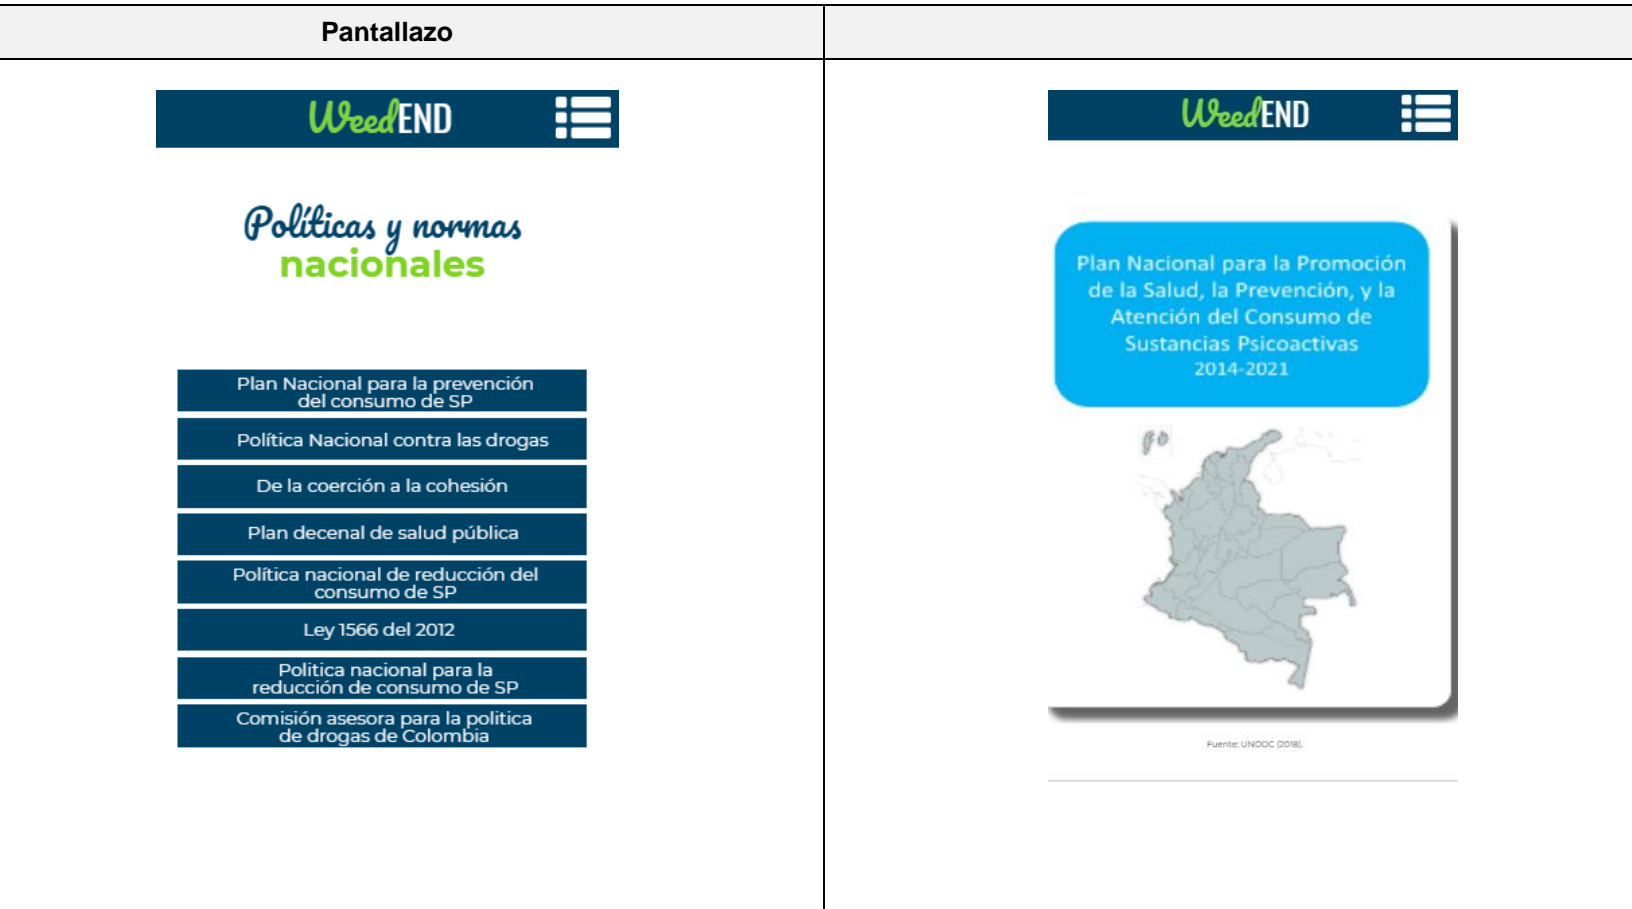 Pantallazo
WeedEND
Políticas y normas
nacionales
Plan Nacional para la prevención
del consumo de SP
Política Nacional contra las drogas
De la coerción a la cohesión
Plan decenal de salud pública
Política nacional de reducción del
consumo de SP
Ley 1566 del 2012
Politica nacional para la
reducción de consumo de SP
Comisión asesora para la politica
de drogas de Colombia
WeedEND
Plan Nacional para la Promoción
de la Salud, la Prevención, y la
Atención del Consumo de
Sustancias Psicoactivas
2014-2021
Fuente: UNODC (2018).